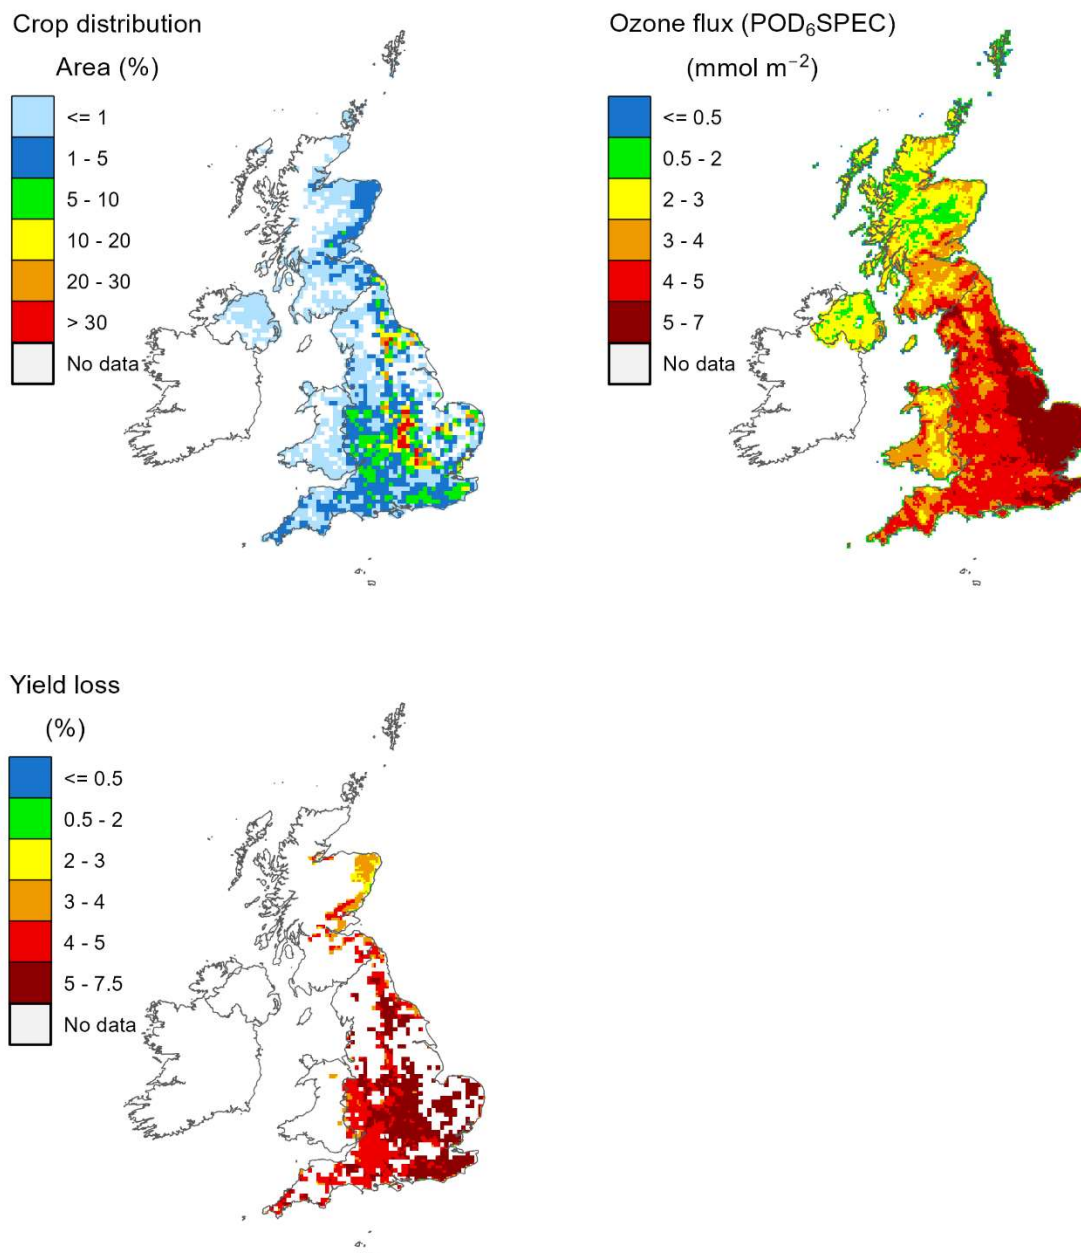 Crop distribution
Area (%)
<= 1
1 - 5
5 - 10
10 - 20
20 - 30
> 30
No data
Ozone flux (POD₆SPEC)
(mmol m⁻²)
<= 0.5
0.5 - 2
2 - 3
3 - 4
4 - 5
5 - 7
No data
Yield loss
(%)
<= 0.5
0.5 - 2
2 - 3
3 - 4
4 - 5
5 - 7.5
No data